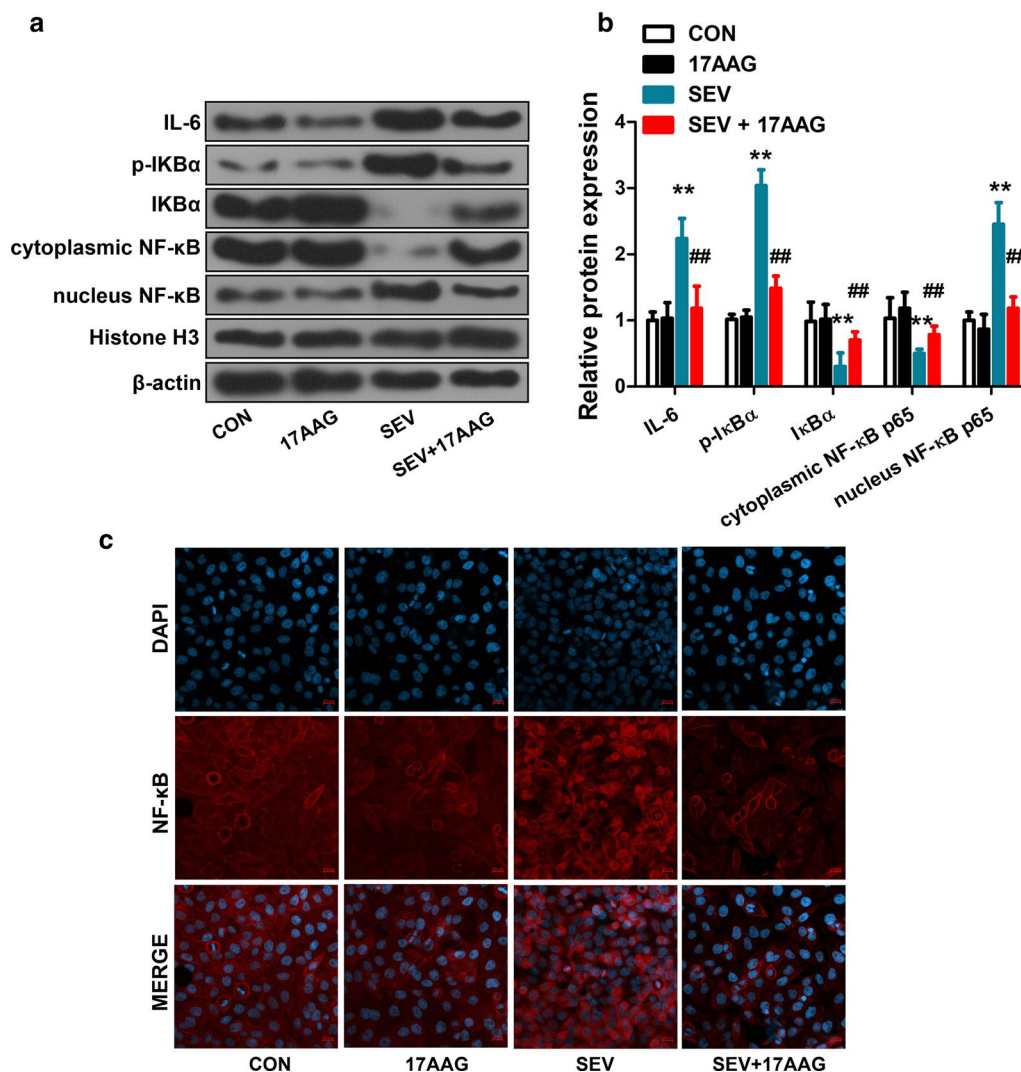 a
IL-6
p-IKBα
IKBα
cytoplasmic NF-κB
nucleus NF-κB
Histone H3
β-actin
CON
17AAG
SEV
SEV+17AAG
b
CON
17AAG
SEV
SEV + 17AAG
Relative protein expression
4
3
2
1
0
**
##
**
##
**
##
**
##
**
##
IL-6
p-IκBα
IκBα
cytoplasmic NF-κB p65
nucleus NF-κB p65
c
DAPI
NF-κB
MERGE
CON
17AAG
SEV
SEV+17AAG